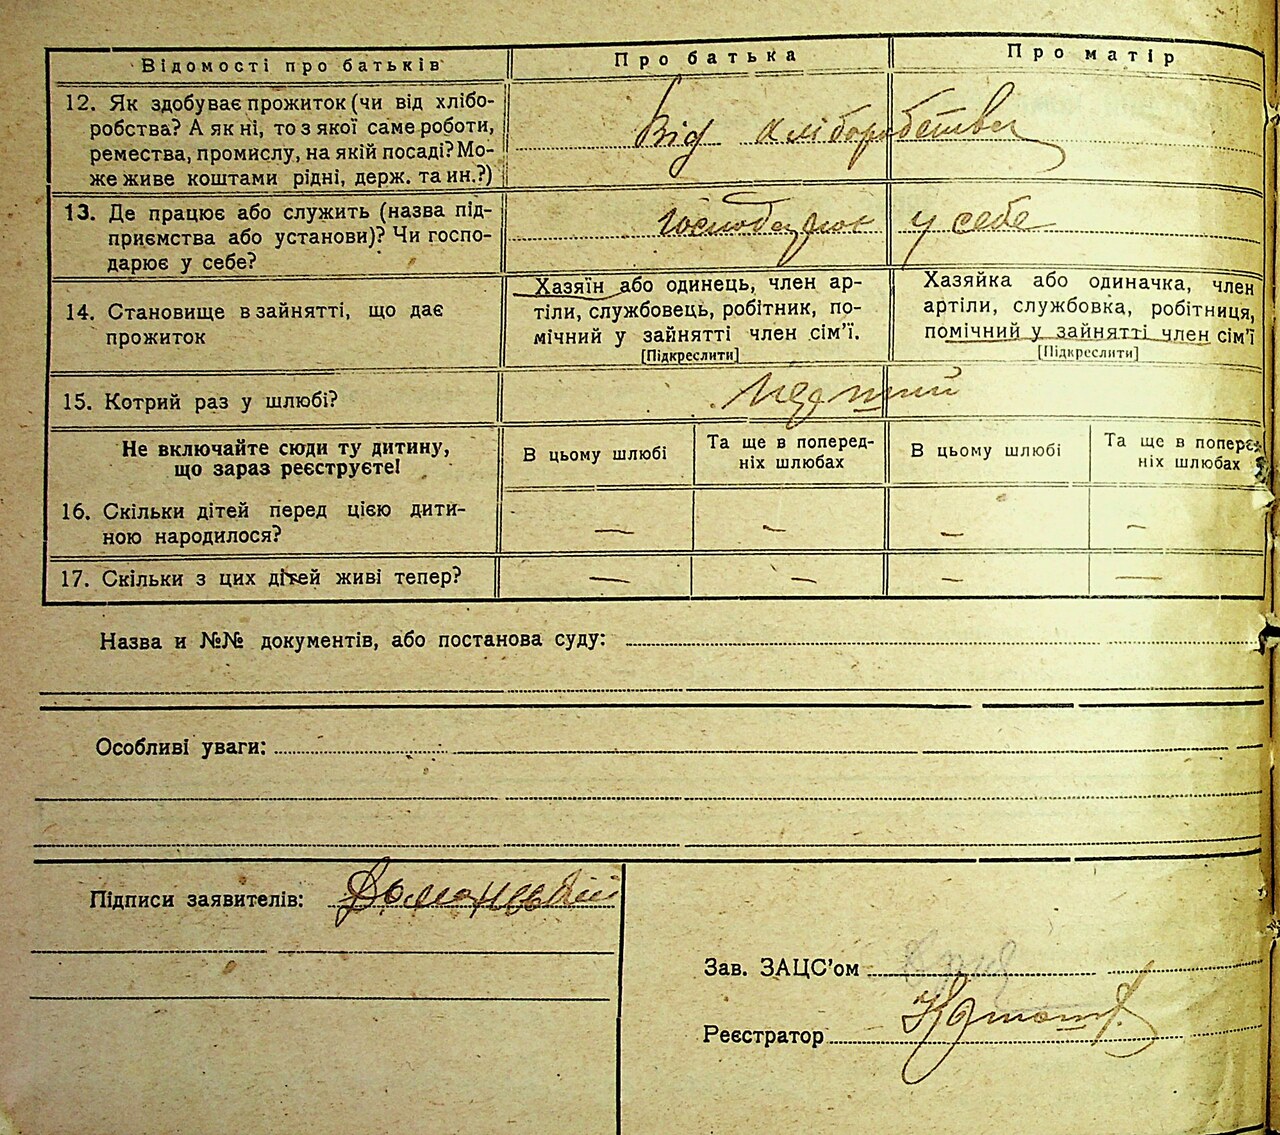 Відомості про батьків Про батька Про матір
12. Як здобуває прожиток (чи від хлібо-
робства? А як ні, то з якої саме роботи,
ремества, промислу, на якій посаді? Мо-
же живе коштами рідні, держ. та ин.?)
Від хліборобства
13. Де працює або служить (назва під-
приємства або установи)? Чи госпо-
дарює у себе?
у себе
14. Становище в зайнятті, що дає
прожиток
Хазяїн або одинець, член ар-
тіли, службовець, робітник, по-
мічний у зайнятті член сім'ї.
[Підкреслити]
Хазяйка або одиначка, член
артіли, службовка, робітниця,
помічний у зайнятті член сім'ї
[Підкреслити]
15. Котрий раз у шлюбі?
Не включайте сюди ту дитину,
що зараз реєструєте!
В цьому шлюбі
Та ще в поперед-
ніх шлюбах
В цьому шлюбі
Та ще в поперед-
ніх шлюбах
16. Скільки дітей перед цією дити-
ною народилося?
— — — —
17. Скільки з цих дітей живі тепер?
— — — —
Назва и №№ документів, або постанова суду:
Особливі уваги:
Підписи заявителів: Доманський
Зав. ЗАЦС'ом
Реєстратор